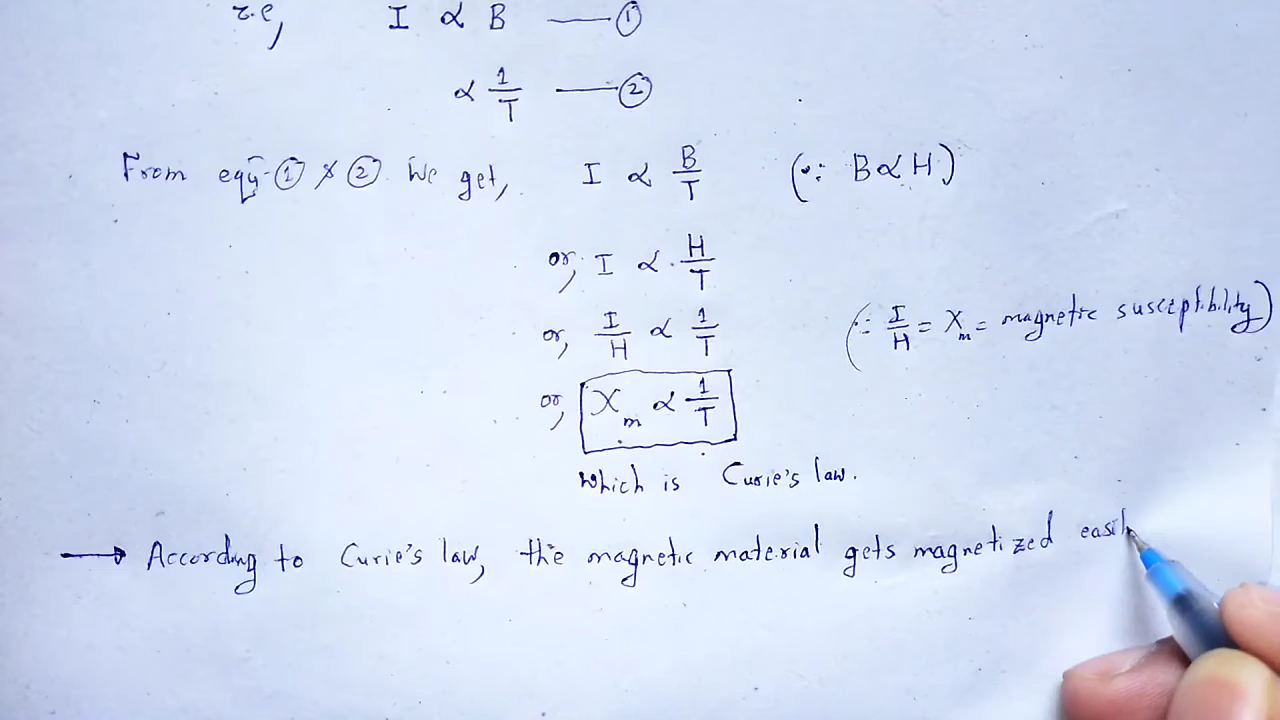 i.e, I ∝ B —— ①
∝ 1/T —— ②
From eqⁿ ① & ② We get, I ∝ B/T (∵ B∝H)
or, I ∝ H/T
or, I/H ∝ 1/T (∵ I/H = Xₘ = magnetic susceptibility)
or, Xₘ ∝ 1/T
Which is Curie's law.
→ According to Curie's law, the magnetic material gets magnetized easil